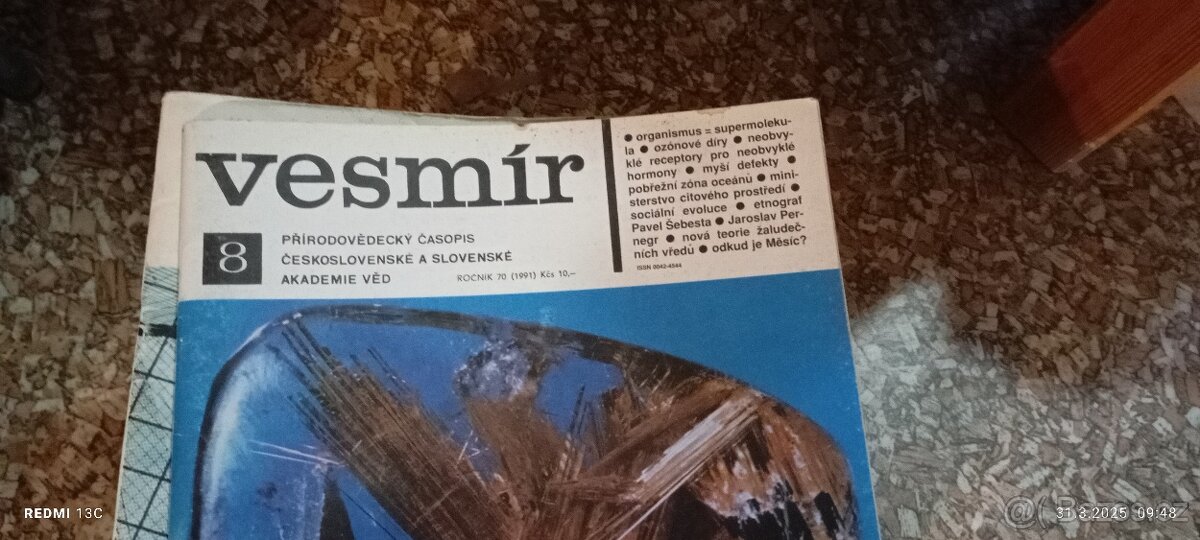 vesmír
8
PŘÍRODOVĚDECKÝ ČASOPIS
ČESKOSLOVENSKÉ A SLOVENSKÉ
AKADEMIE VĚD
ROČNÍK 70 (1991) Kčs 10,–
● organismus = supermoleku-
la ● ozónové díry ● neobvy-
klé receptory pro neobvyklé
hormony ● myší defekty ●
pobřežní zóna oceánů ● mini-
sterstvo citového prostředí ●
sociální evoluce ● etnograf
Pavel Šebesta ● Jaroslav Per-
negr ● nová teorie žaludeč-
ních vředů ● odkud je Měsíc?
ISSN 0042-4544
REDMI 13C
@ Bazos.cz
31.3.2025 09:48